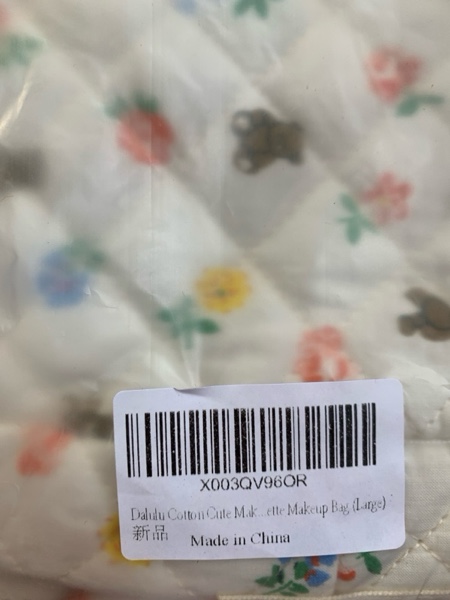 X003QV96OR
Dalulu Cotton Cute Mak...ette Makeup Bag (Large)
新品
Made in China